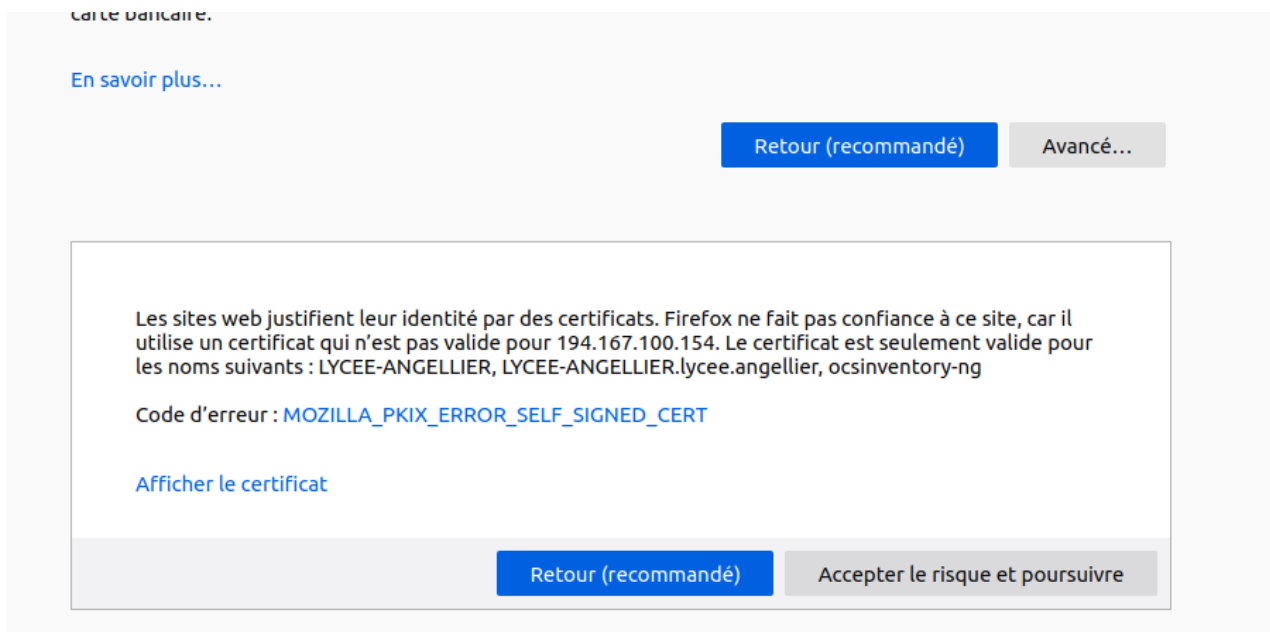 carte bancaire.
En savoir plus…
Retour (recommandé)
Avancé…
Les sites web justifient leur identité par des certificats. Firefox ne fait pas confiance à ce site, car il
utilise un certificat qui n’est pas valide pour 194.167.100.154. Le certificat est seulement valide pour
les noms suivants : LYCEE-ANGELLIER, LYCEE-ANGELLIER.lycee.angellier, ocsinventory-ng
Code d’erreur : MOZILLA_PKIX_ERROR_SELF_SIGNED_CERT
Afficher le certificat
Retour (recommandé)
Accepter le risque et poursuivre